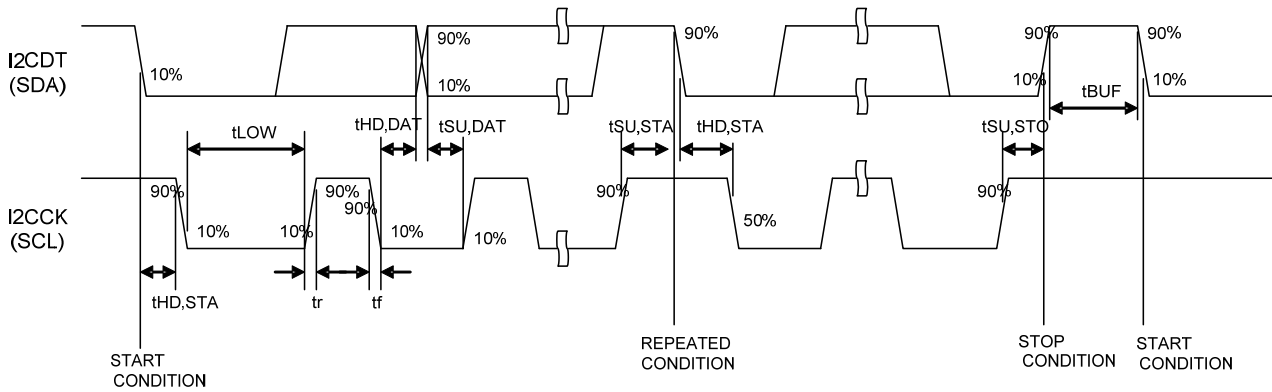 I2CDT
(SDA)
10%
90%
10%
90%
90%
10%
90%
10%
tBUF
tLOW
tHD,DAT
tSU,DAT
tSU,STA
tHD,STA
tSU,STO
I2CCK
(SCL)
90%
10%
10%
90%
90%
10%
10%
90%
50%
90%
tHD,STA
tr
tf
START
CONDITION
REPEATED
CONDITION
STOP
CONDITION
START
CONDITION